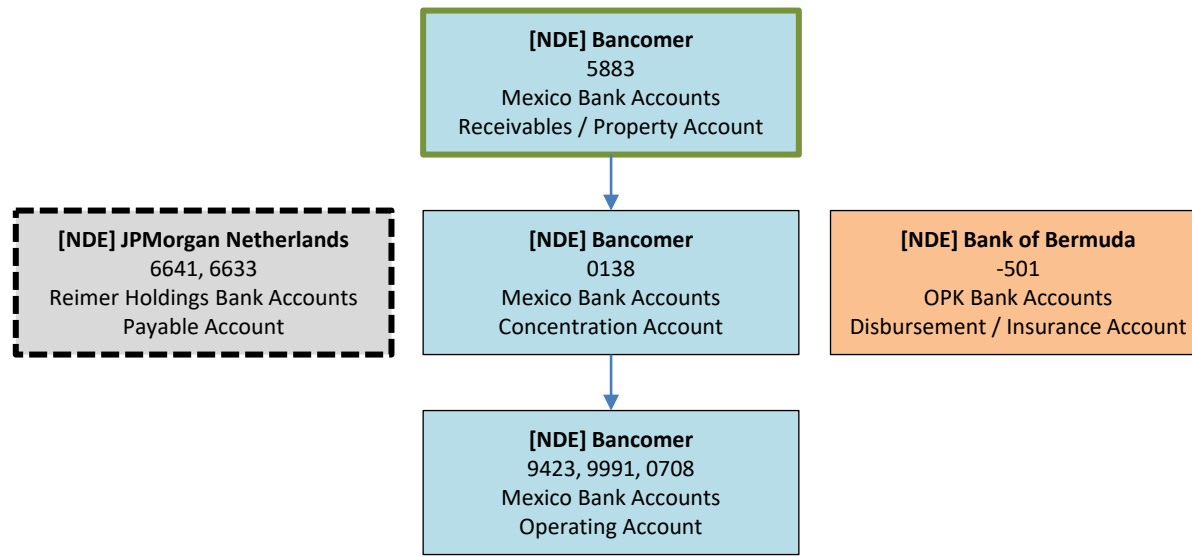 [NDE] Bancomer
5883
Mexico Bank Accounts
Receivables / Property Account
[NDE] JPMorgan Netherlands
6641, 6633
Reimer Holdings Bank Accounts
Payable Account
[NDE] Bancomer
0138
Mexico Bank Accounts
Concentration Account
[NDE] Bank of Bermuda
-501
OPK Bank Accounts
Disbursement / Insurance Account
[NDE] Bancomer
9423, 9991, 0708
Mexico Bank Accounts
Operating Account